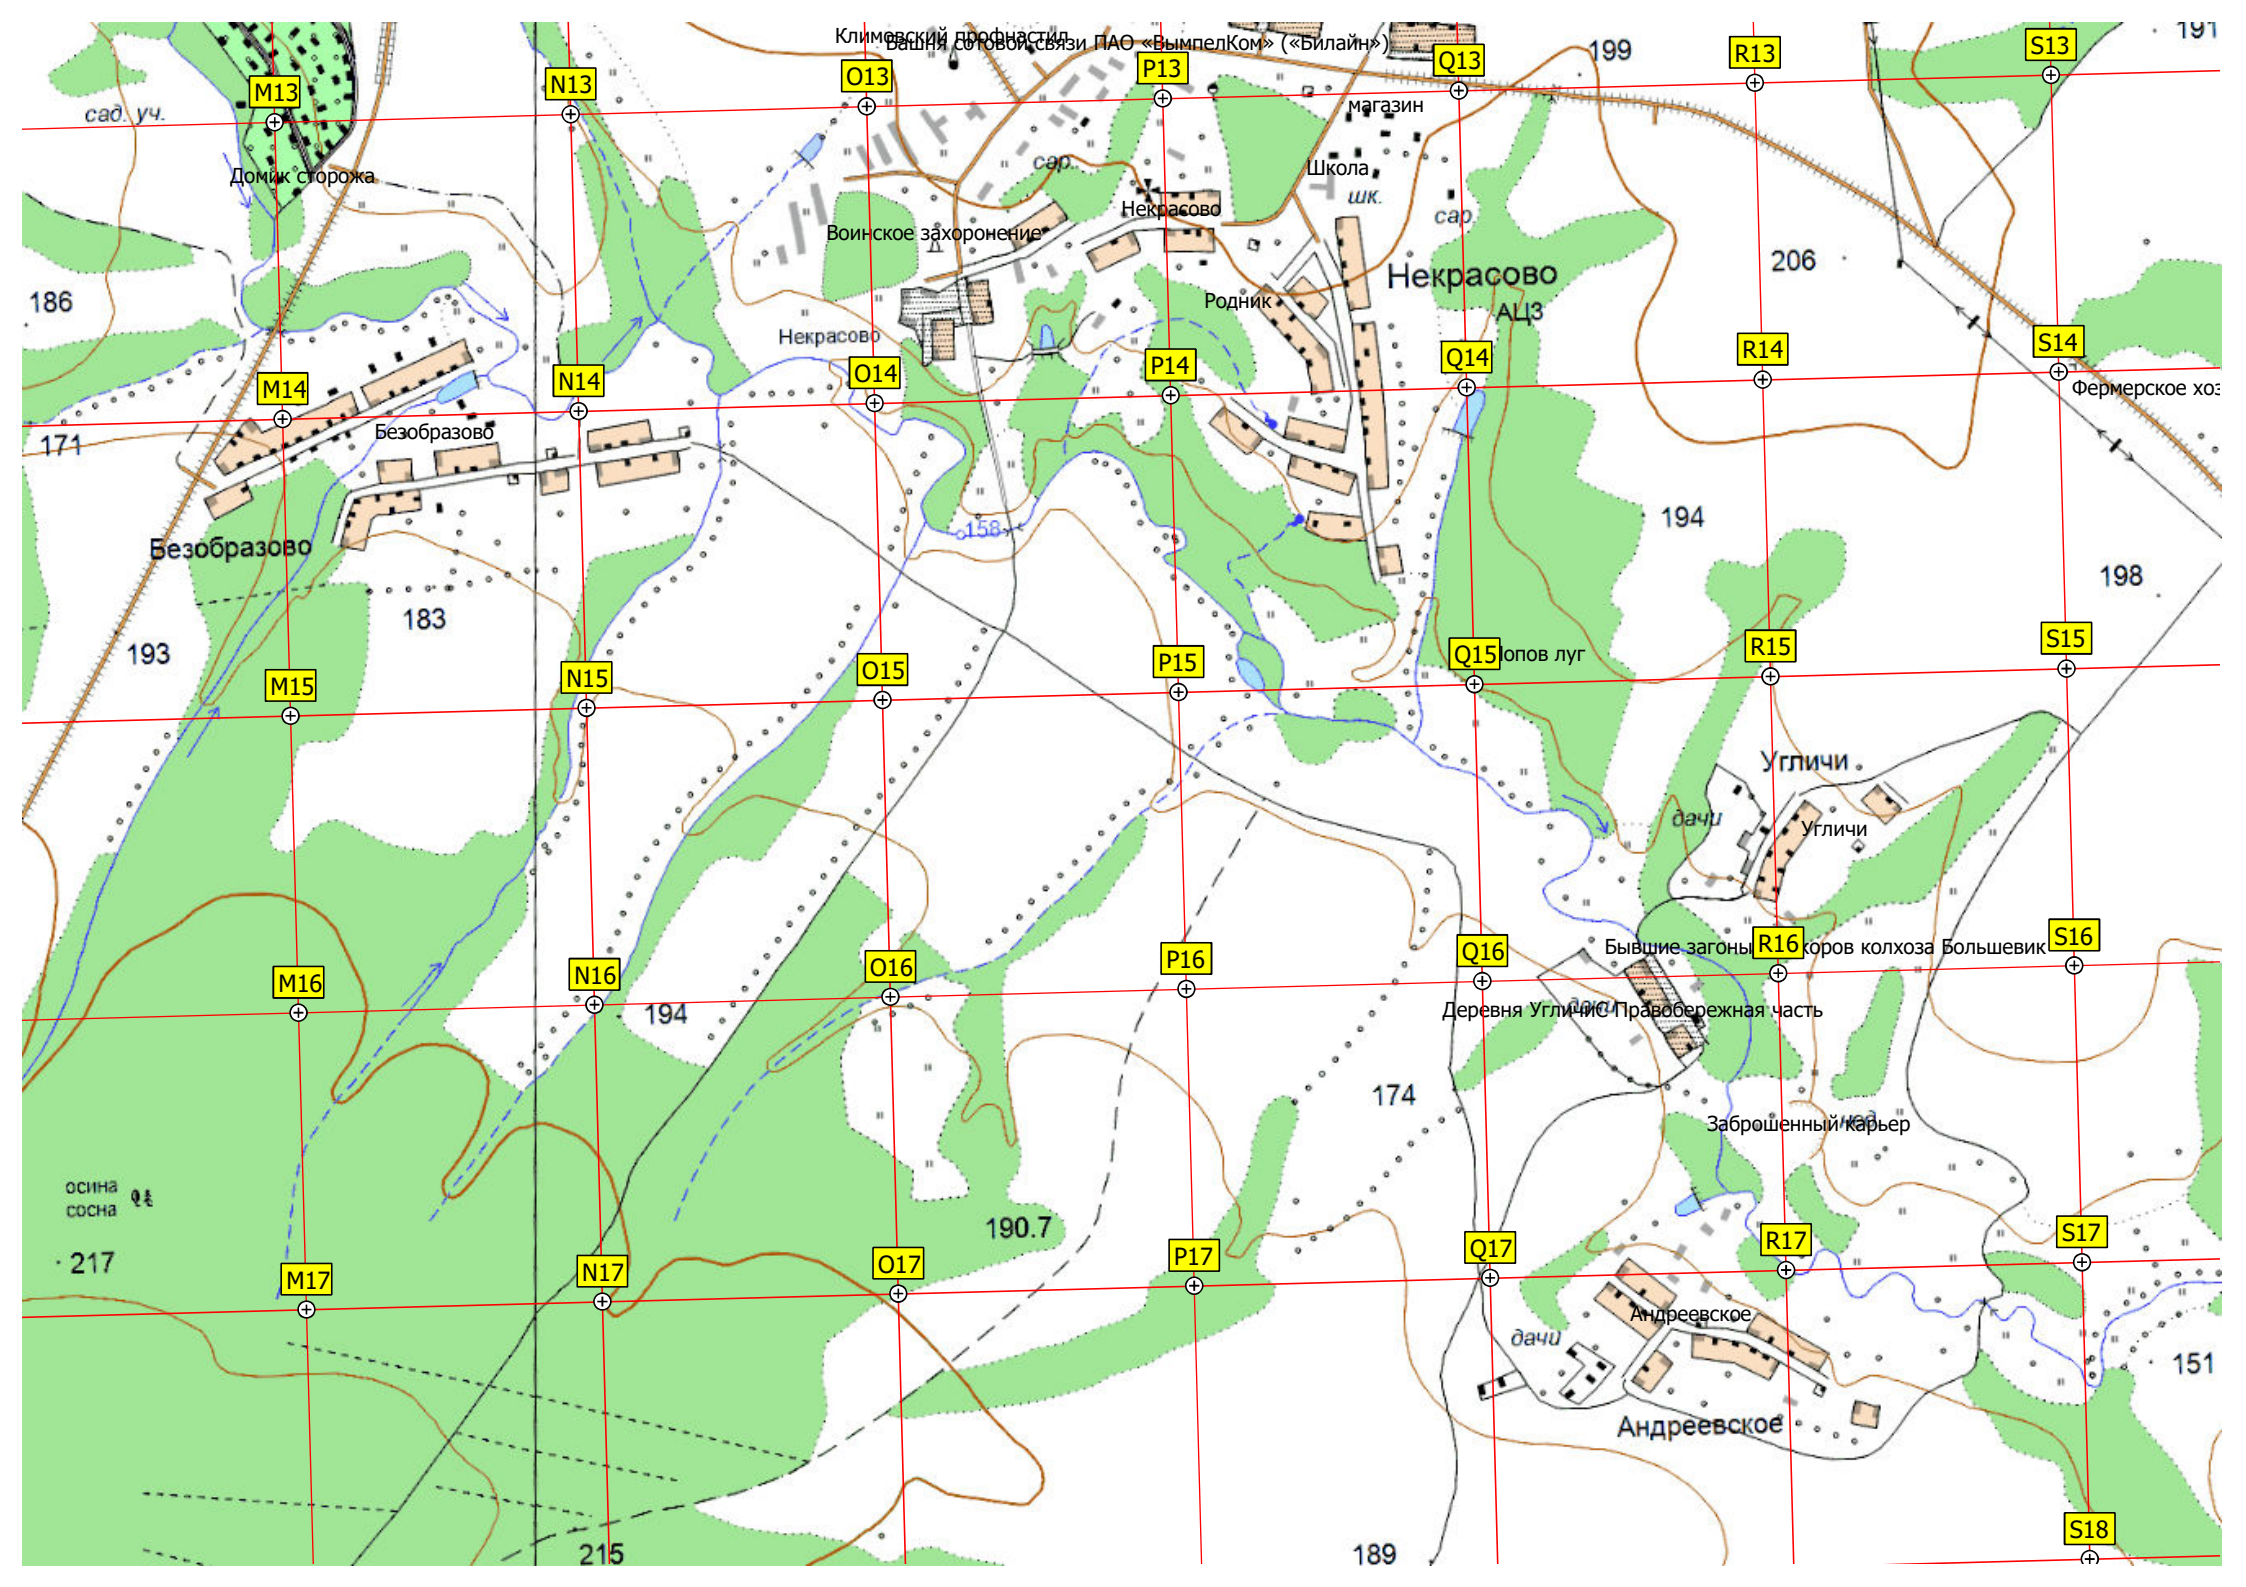 Климовский профнастил
Башня сотовой связи ПАО «ВымпелКом» («Билайн»)
191
199
S13
R13
Q13
P13
O13
N13
M13
сад. уч.
магазин
сар.
Школа
Домик сторожа
шк.
Некрасово
сар.
Воинское захоронение
206
Некрасово
186
Родник
АЦЗ
Некрасово
S14
R14
Q14
P14
O14
N14
M14
Фермерское хоз
Безобразово
171
194
158
Безобразово
198
183
193
S15
R15
Q15
опов луг
P15
O15
N15
M15
Угличи
дачи
Угличи
S16
R16
Бывшие загоны
коров колхоза Большевик
Q16
P16
O16
N16
M16
дачи
Деревня Угличи
Правобережная часть
194
174
Заброшенный карьер
осина
сосна
190.7
217
S17
R17
Q17
P17
O17
N17
M17
Андреевское
дачи
151
Андреевское
S18
215
189